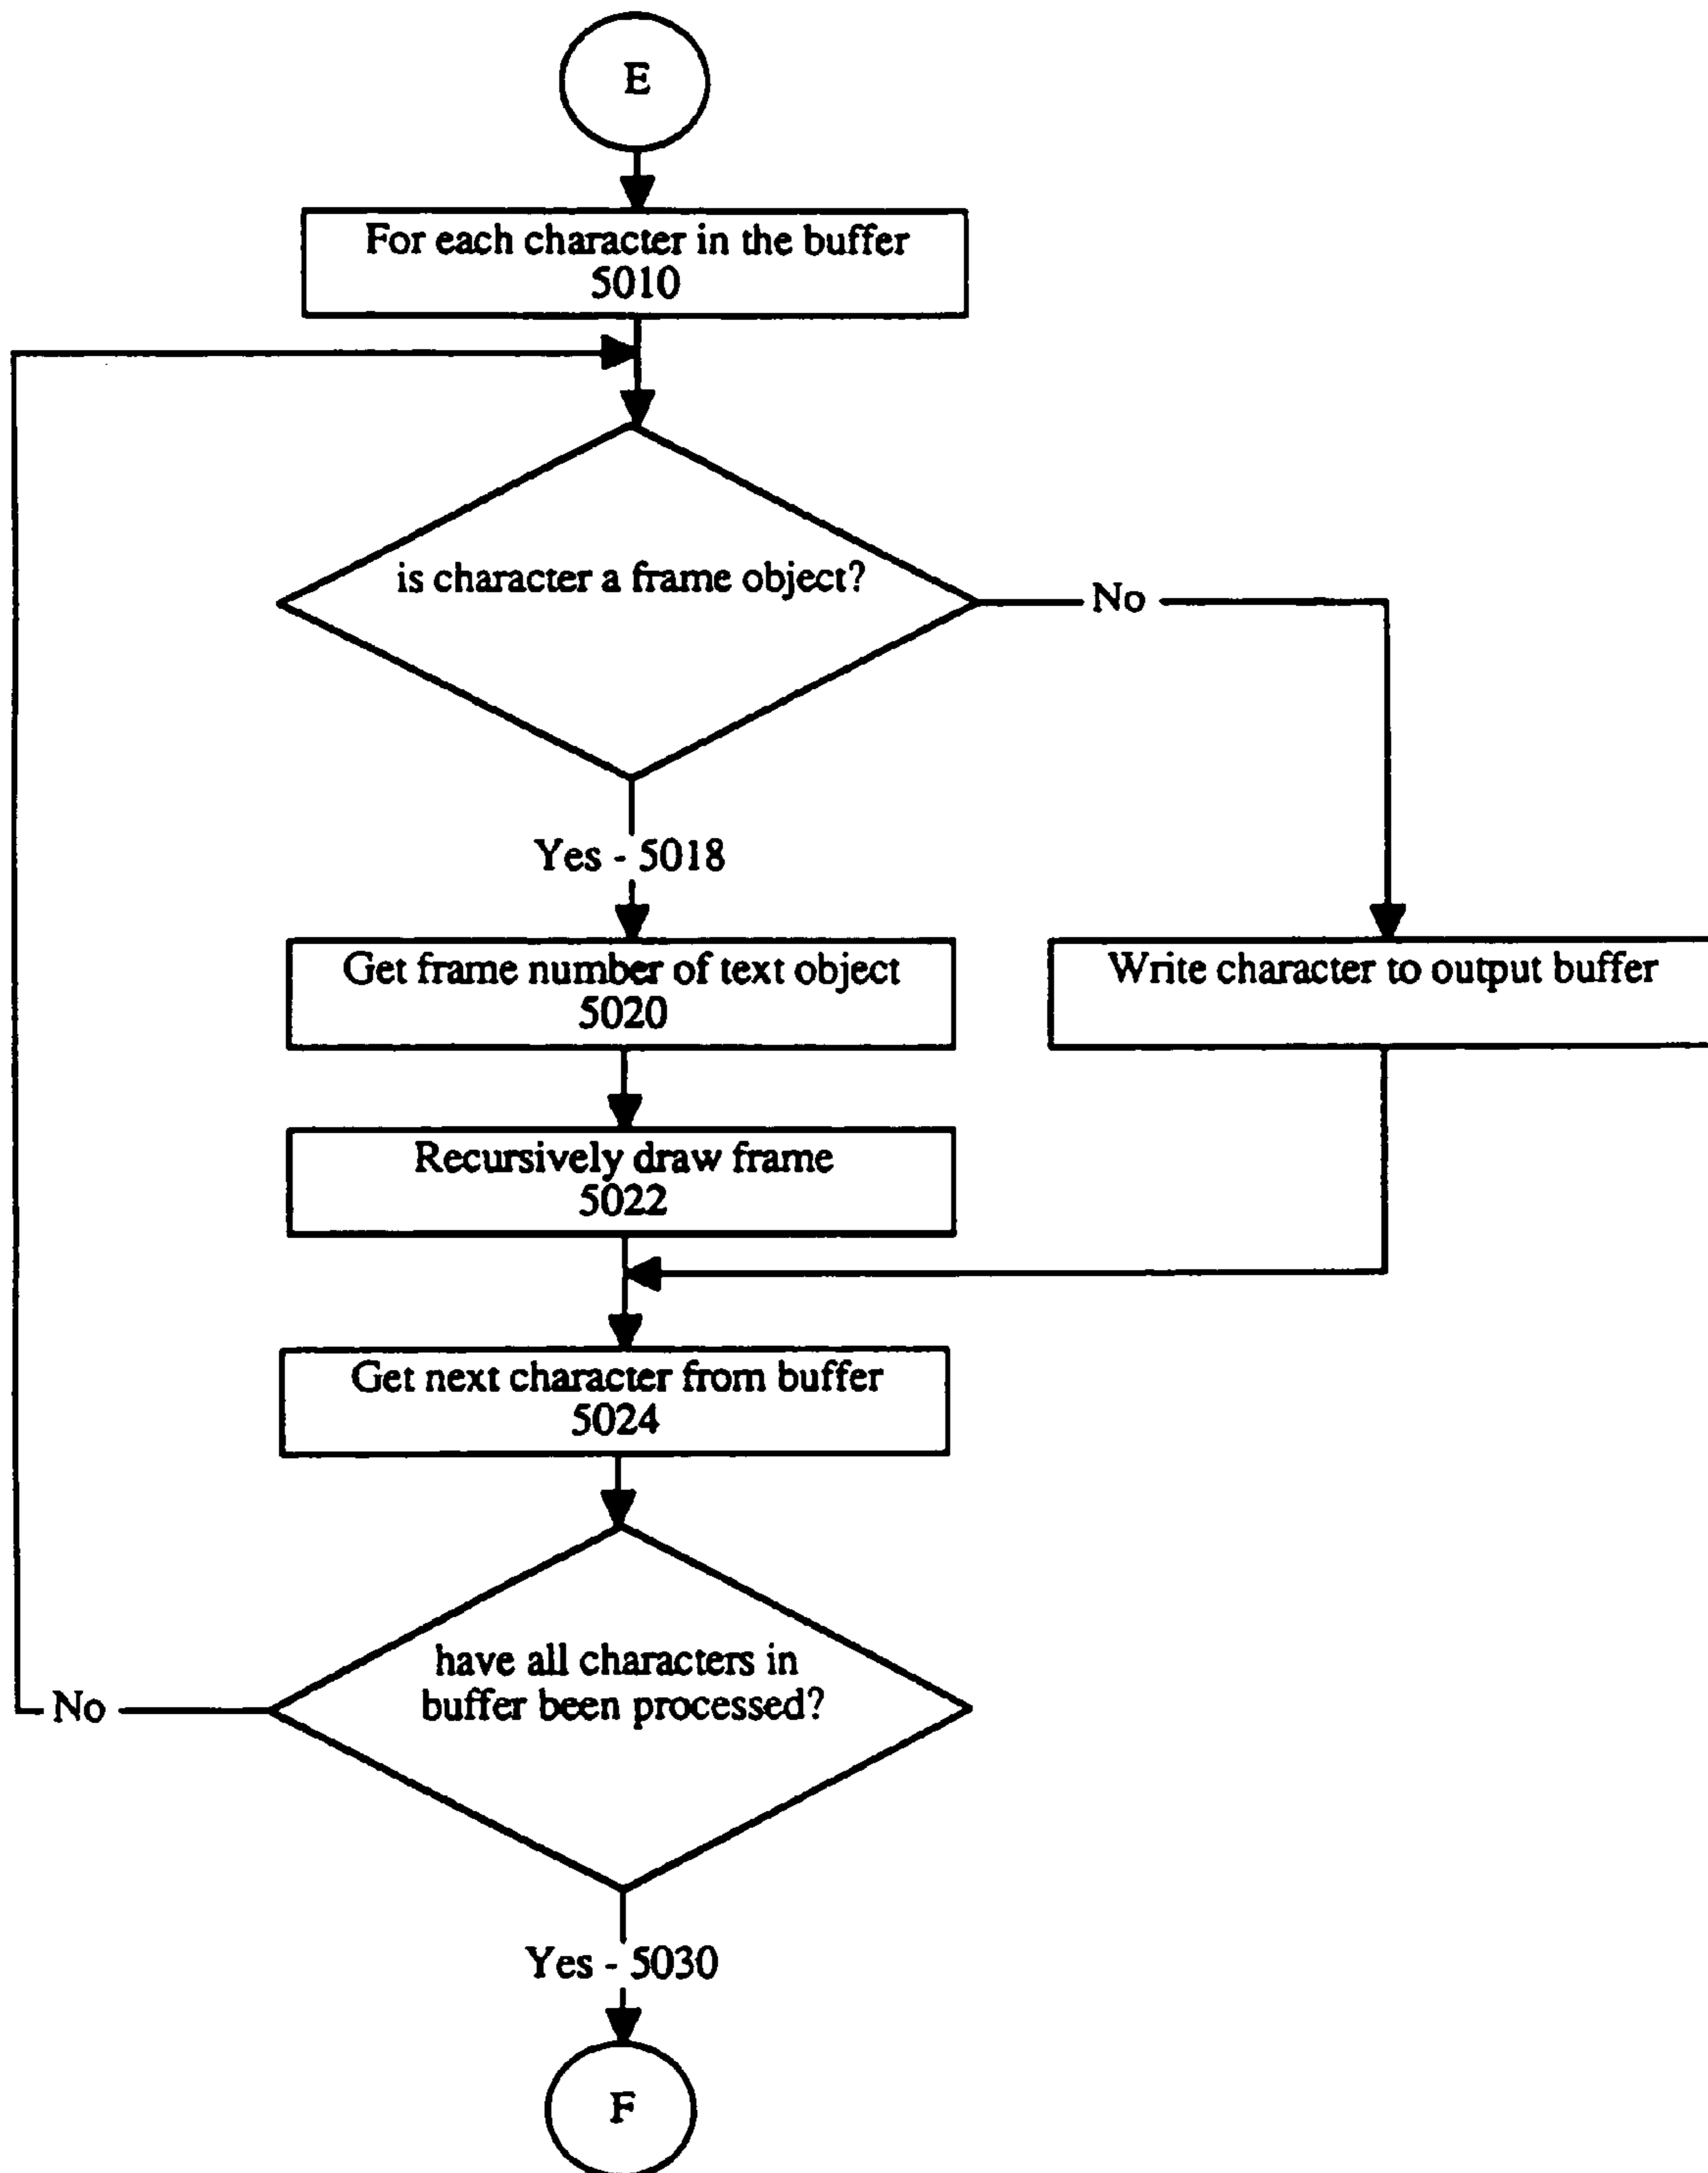 E
For each character in the buffer
5010
is character a frame object?
No
Yes - 5018
Get frame number of text object
5020
Write character to output buffer
Recursively draw frame
5022
Get next character from buffer
5024
have all characters in
buffer been processed?
No
Yes - 5030
F